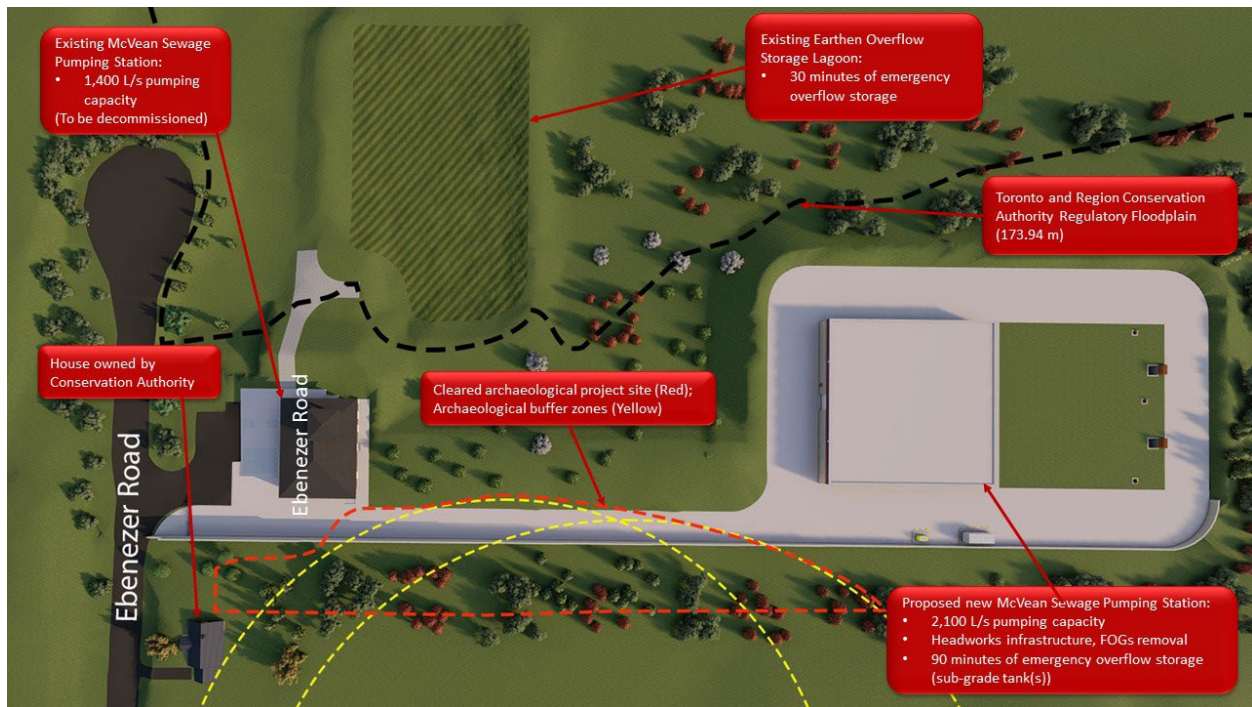 Existing McVean Sewage
Pumping Station:
• 1,400 L/s pumping
capacity
(To be decommissioned)
Existing Earthen Overflow
Storage Lagoon:
• 30 minutes of emergency
overflow storage
Toronto and Region Conservation
Authority Regulatory Floodplain
(173.94 m)
House owned by
Conservation Authority
Cleared archaeological project site (Red);
Archaeological buffer zones (Yellow)
Ebenezer Road
Ebenezer Road
Proposed new McVean Sewage Pumping Station:
• 2,100 L/s pumping capacity
• Headworks infrastructure, FOGs removal
• 90 minutes of emergency overflow storage
(sub-grade tank(s))